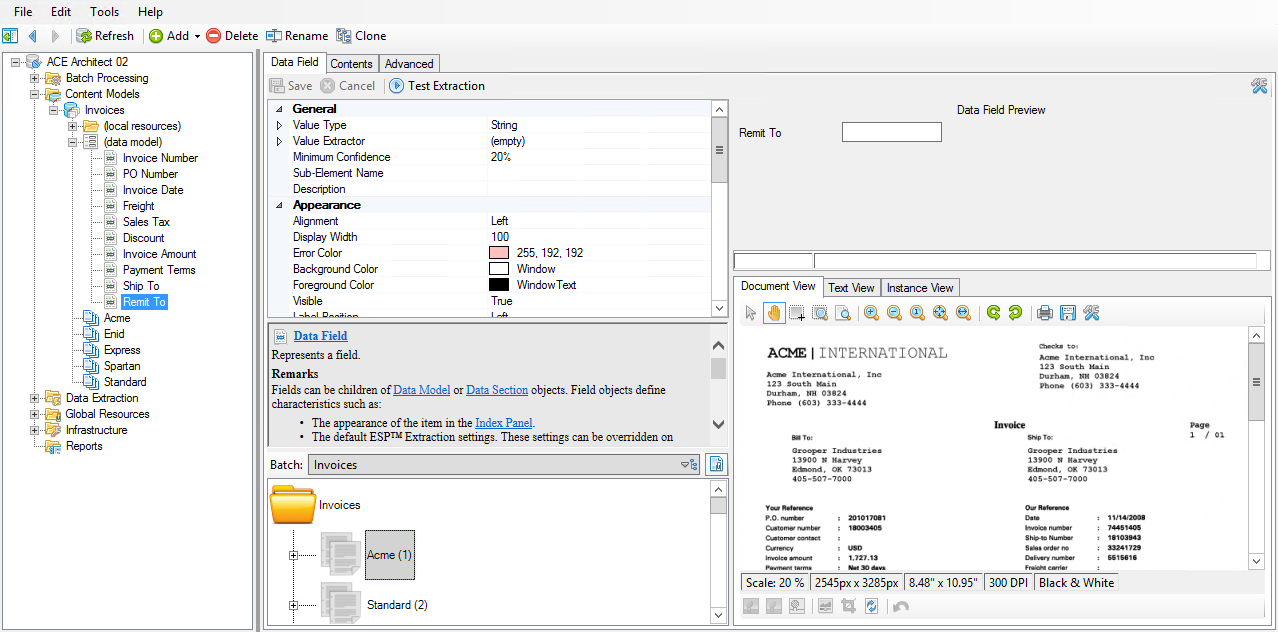 File Edit Tools Help
Refresh Add Delete Rename Clone
ACE Architect 02
Batch Processing
Content Models
Invoices
(local resources)
(data model)
Invoice Number
PO Number
Invoice Date
Freight
Sales Tax
Discount
Invoice Amount
Payment Terms
Ship To
Remit To
Acme
Enid
Express
Spartan
Standard
Data Extraction
Global Resources
Infrastructure
Reports
Data Field Contents Advanced
Save Cancel Test Extraction
General
Value Type String
Value Extractor (empty)
Minimum Confidence 20%
Sub-Element Name
Description
Appearance
Alignment Left
Display Width 100
Error Color 255, 192, 192
Background Color Window
Foreground Color WindowText
Visible True
Label Position Left
Data Field
Represents a field.
Remarks
Fields can be children of Data Model or Data Section objects. Field objects define
characteristics such as:
• The appearance of the item in the Index Panel.
• The default ESP™ Extraction settings. These settings can be overridden on
Batch: Invoices
Invoices
Acme (1)
Standard (2)
Data Field Preview
Remit To
Document View Text View Instance View
ACME | INTERNATIONAL
Acme International, Inc
123 South Main
Durham, NH 03824
Phone (603) 333-4444
Checks to:
Acme International, Inc
123 South Main
Durham, NH 03824
Phone (603) 333-4444
Invoice
Page
1 / 01
Bill To:
Grooper Industries
13900 N Harvey
Edmond, OK 73013
405-507-7000
Ship To:
Grooper Industries
13900 N Harvey
Edmond, OK 73013
405-507-7000
Your Reference
P.O. number : 201017081
Customer number : 18003405
Customer contact :
Currency : USD
Invoice amount : 1,727.13
Payment terms : Net 30 days
Our Reference
Date : 11/14/2008
Invoice number : 74451405
Ship-to Number : 18103943
Sales order no : 33241729
Delivery number : 5515616
Freight carrier :
Scale: 20 % 2545px x 3285px 8.48" x 10.95" 300 DPI Black & White